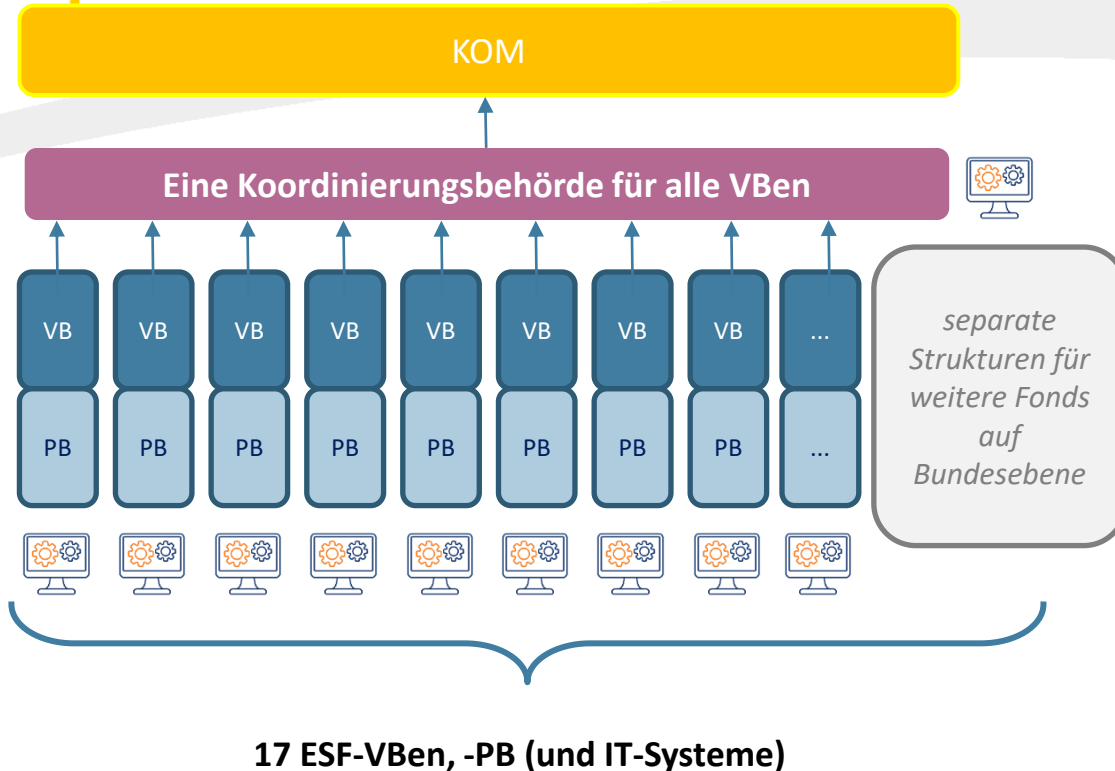 KOM
Eine Koordinierungsbehörde für alle VBen
VB VB VB VB VB VB VB VB ...
PB PB PB PB PB PB PB PB ...
separate
Strukturen für
weitere Fonds
auf
Bundesebene
17 ESF-VBen, -PB (und IT-Systeme)